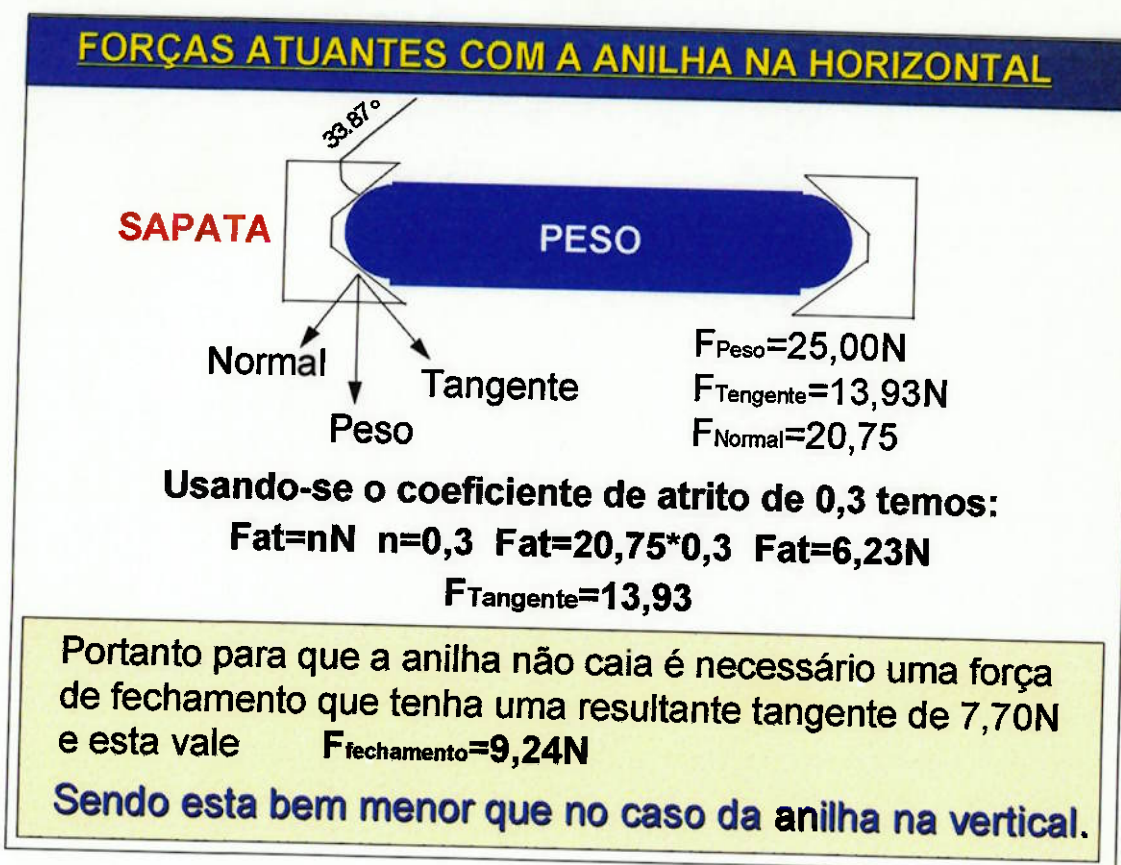 FORÇAS ATUANTES COM A ANILHA NA HORIZONTAL
33.87°
SAPATA
PESO
Normal
Tangente
Peso
FPeso=25,00N
FTengente=13,93N
FNormal=20,75
Usando-se o coeficiente de atrito de 0,3 temos:
Fat=nN n=0,3 Fat=20,75*0,3 Fat=6,23N
FTangente=13,93
Portanto para que a anilha não caia é necessário uma força
de fechamento que tenha uma resultante tangente de 7,70N
e esta vale Ffechamento=9,24N
Sendo esta bem menor que no caso da anilha na vertical.